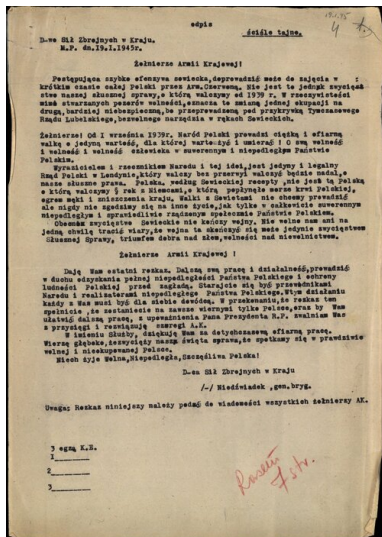 odpis
ściśle tajne.
D-wca Sił Zbrojnych w Kraju.
M.P. dn.19.I.1945r.
Żołnierze Armii Krajowej!
Postępująca szybko ofenzywa sowiecka,doprowadzić może do zajęcia w
krótkim czasie całej Polski przez Arm.Czerwoną. Nie jest to jednak zwycięs
two naszej słusznej sprawy,o którą walczymy od 1939 r. W rzeczywistości
mimo stwarzanych pozorów wolności,oznacza to zmianę jednej okupacji na
drugą,bardziej niebezpieczną,bo przeprowadzoną pod przykrywką Tymczasowego
Rządu Lubelskiego,bezwolnego narzędzia w rękach Sowieckich.
Żołnierze! Od I września 1939r. Naród Polski prowadzi ciężką i ofiarną
walkę o jedyną wartość, dla której warto żyć i umierać! O swą wolność
i wolność człowieka w suwerennym i niepodległym Państwie
Polskim.
Wyrazicielem i rzecznikiem Narodu i tej idei,jest jedyny i legalny
Rząd Polski w Londynie,który walczy bez przerwy i walczyć będzie nadal,o
nasze słuszne prawa. Polska, według Sowieckiej recepty ,nie jest tą Polską
o którą walczymy
z Niemcami, o którą popłynęło morze krwi Polskiej,
ogrom męki i zniszczenia kraju. Walki z Sowietami nie chcemy prowadzić
ale nigdy nie zgodzimy się na inne życie,jak tylko w całkowicie suwerennym
niepodległym i sprawiedliwie rządzonym społecznie Państwie Polskiem.
Obecne zwycięstwo Sowieckie nie kończy wojny. Nie wolno nam ani na
jedną chwilę tracić wiary,że wojna ta skończyć się może jedynie zwycięstwem
Słusznej Sprawy, triumfem dobra nad złem,wolności nad niewolnictwem.
Żołnierze Armii Krajowej !
Daję Wam ostatni rozkaz. Dalszą swą pracę i działalność,prowadzić
w duchu odzyskania pełnej niepodległości Państwa Polskiego i ochrony
ludności Polskiej przed zagładą. Starajcie się być przewodnikami
Narodu i realizatorami niepodległego Państwa Polskiego. W tym działaniu
każdy z Was musi być dla siebie dowódcą. W przekonaniu,że rozkaz ten
spełnicie ,że zostaniecie na zawsze wiernymi tylko Polsce,oraz by Wam
ułatwić dalszą pracę, z upoważnienia Pana Prezydenta R.P. zwalniam Was
z przysięgi i rozwiązuję szeregi A.K.
W imieniu Służby, dziękuję Wam za dotychczasową ofiarną pracę.
Wierzę głęboko,że zwycięży nasza święta sprawa,że spotkamy się w prawdziwie
wolnej i nieokupowanej Polsce.
Niech żyje Wolna,Niepodległa,Szczęśliwa Polska!
D-wca Sił Zbrojnych w Kraju
/-/ Niedźwiadek ,gen.bryg.
Uwaga: Rozkaz niniejszy należy podać do wiadomości wszystkich żołnierzy AK.
3 egz. K.B.
1
2
3